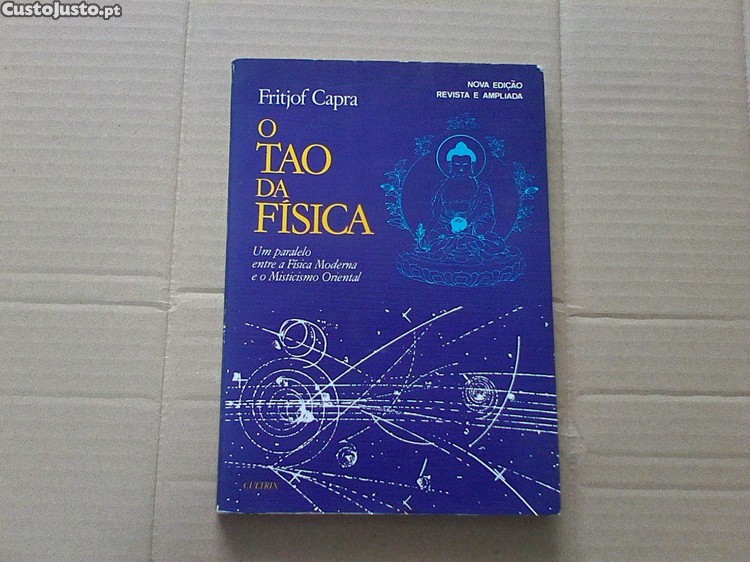 CustoJusto.pt
Fritjof Capra
NOVA EDIÇÃO
REVISTA E AMPLIADA
O
TAO
DA
FÍSICA
Um paralelo
entre a Física Moderna
e o Misticismo Oriental
CULTRIX